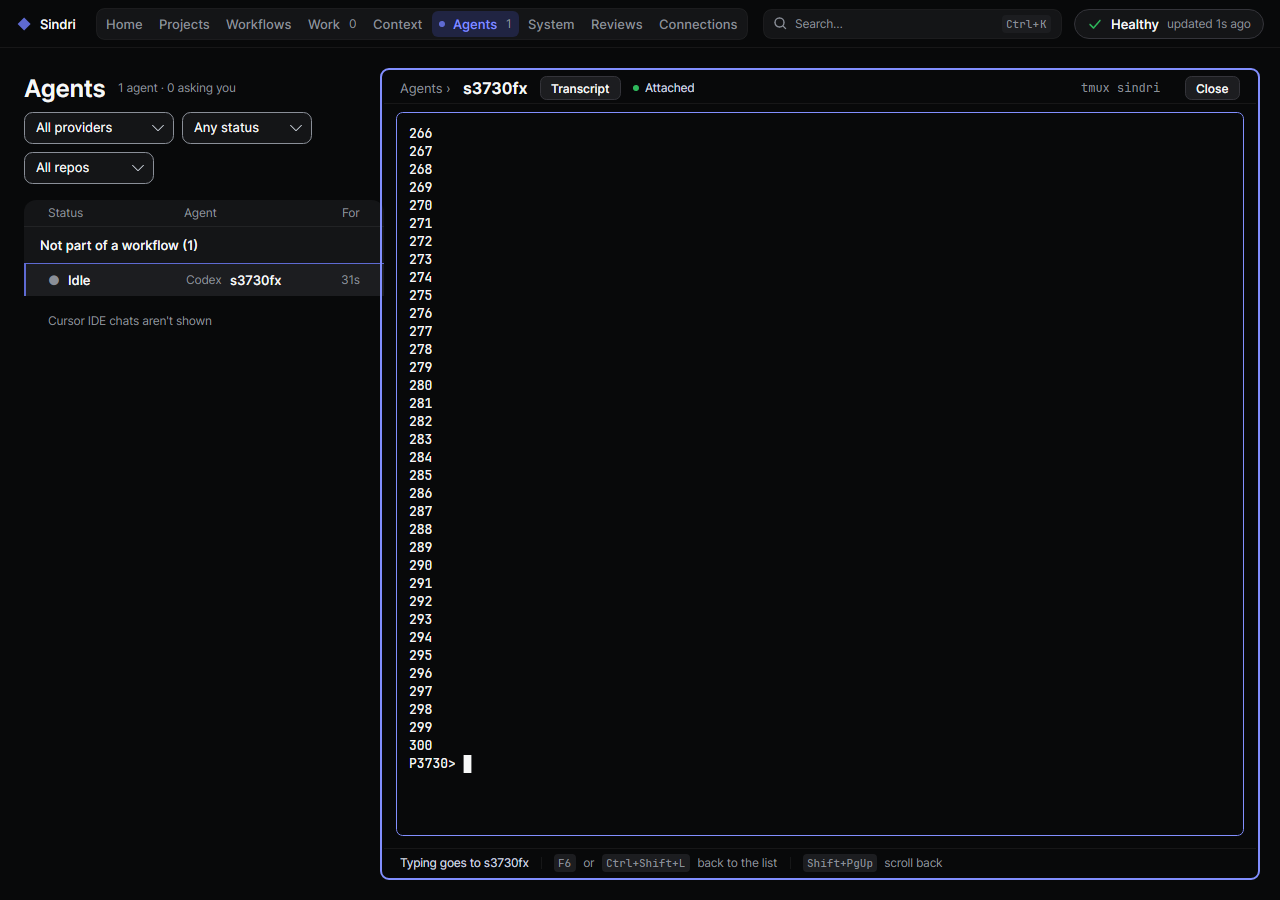 Sindri
Home Projects Workflows Work 0 Context Agents 1 System Reviews Connections
Search... Ctrl+K
Healthy updated 1s ago
Agents 1 agent · 0 asking you
All providers Any status
All repos
Status Agent For
Not part of a workflow (1)
Idle Codex s3730fx 31s
Cursor IDE chats aren't shown
Agents › s3730fx Transcript Attached tmux sindri Close
266
267
268
269
270
271
272
273
274
275
276
277
278
279
280
281
282
283
284
285
286
287
288
289
290
291
292
293
294
295
296
297
298
299
300
P3730>
Typing goes to s3730fx F6 or Ctrl+Shift+L back to the list Shift+PgUp scroll back